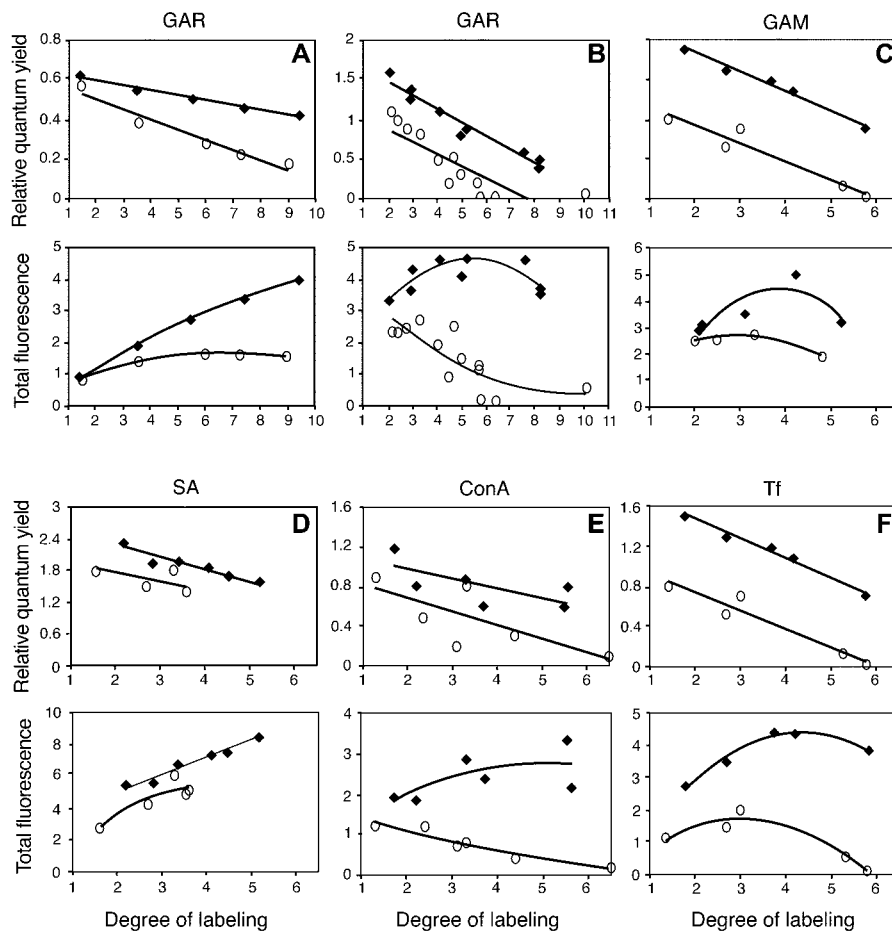 GAR
GAR
GAM
A
B
C
Relative quantum yield
0.8
0.6
0.4
0.2
0
1 2 3 4 5 6 7 8 9 10
2
1.5
1
0.5
0
1 2 3 4 5 6 7 8 9 10 11
1 2 3 4 5 6
Total fluorescence
5
4
3
2
1
0
1 2 3 4 5 6 7 8 9 10
6
5
4
3
2
1
0
1 2 3 4 5 6 7 8 9 10 11
6
5
4
3
2
1
0
1 2 3 4 5 6
SA
ConA
Tf
D
E
F
Relative quantum yield
3
2.4
1.8
1.2
.6
0
1 2 3 4 5 6
1.6
1.2
0.8
0.4
0
1 2 3 4 5 6
1.6
1.2
0.8
0.4
0
1 2 3 4 5 6
Total fluorescence
10
8
6
4
2
0
1 2 3 4 5 6
4
3
2
1
0
1 2 3 4 5 6
5
4
3
2
1
0
1 2 3 4 5 6
Degree of labeling
Degree of labeling
Degree of labeling